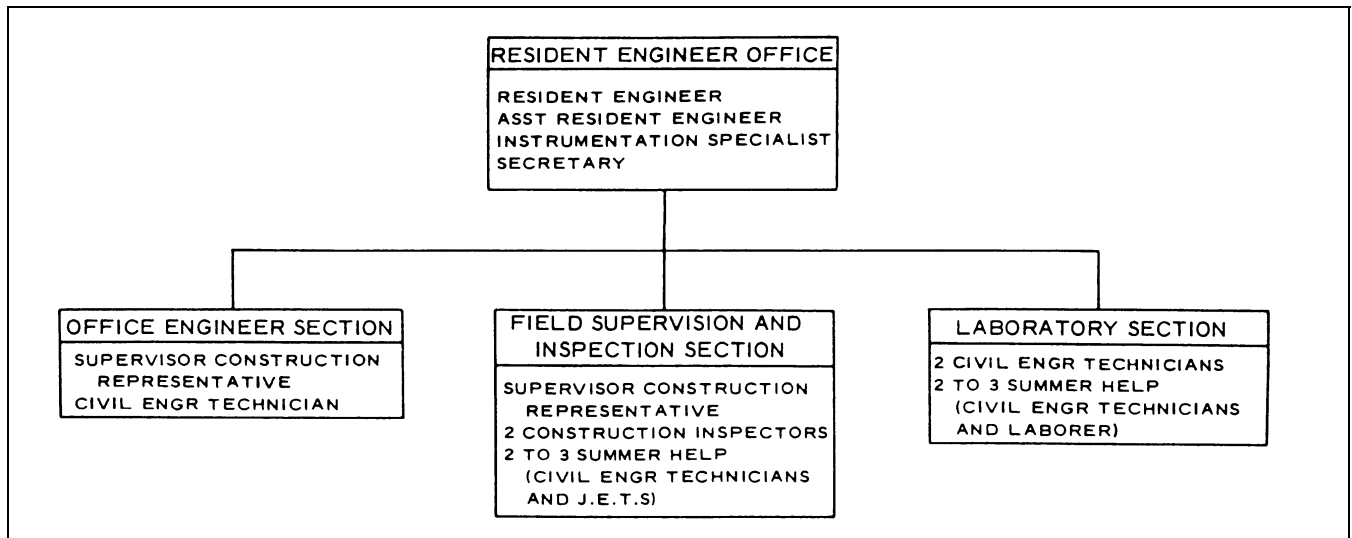 RESIDENT ENGINEER OFFICE
RESIDENT ENGINEER
ASST RESIDENT ENGINEER
INSTRUMENTATION SPECIALIST
SECRETARY
OFFICE ENGINEER SECTION
SUPERVISOR CONSTRUCTION
REPRESENTATIVE
CIVIL ENGR TECHNICIAN
FIELD SUPERVISION AND
INSPECTION SECTION
SUPERVISOR CONSTRUCTION
REPRESENTATIVE
2 CONSTRUCTION INSPECTORS
2 TO 3 SUMMER HELP
(CIVIL ENGR TECHNICIANS
AND J.E.T.S)
LABORATORY SECTION
2 CIVIL ENGR TECHNICIANS
2 TO 3 SUMMER HELP
(CIVIL ENGR TECHNICIANS
AND LABORER)